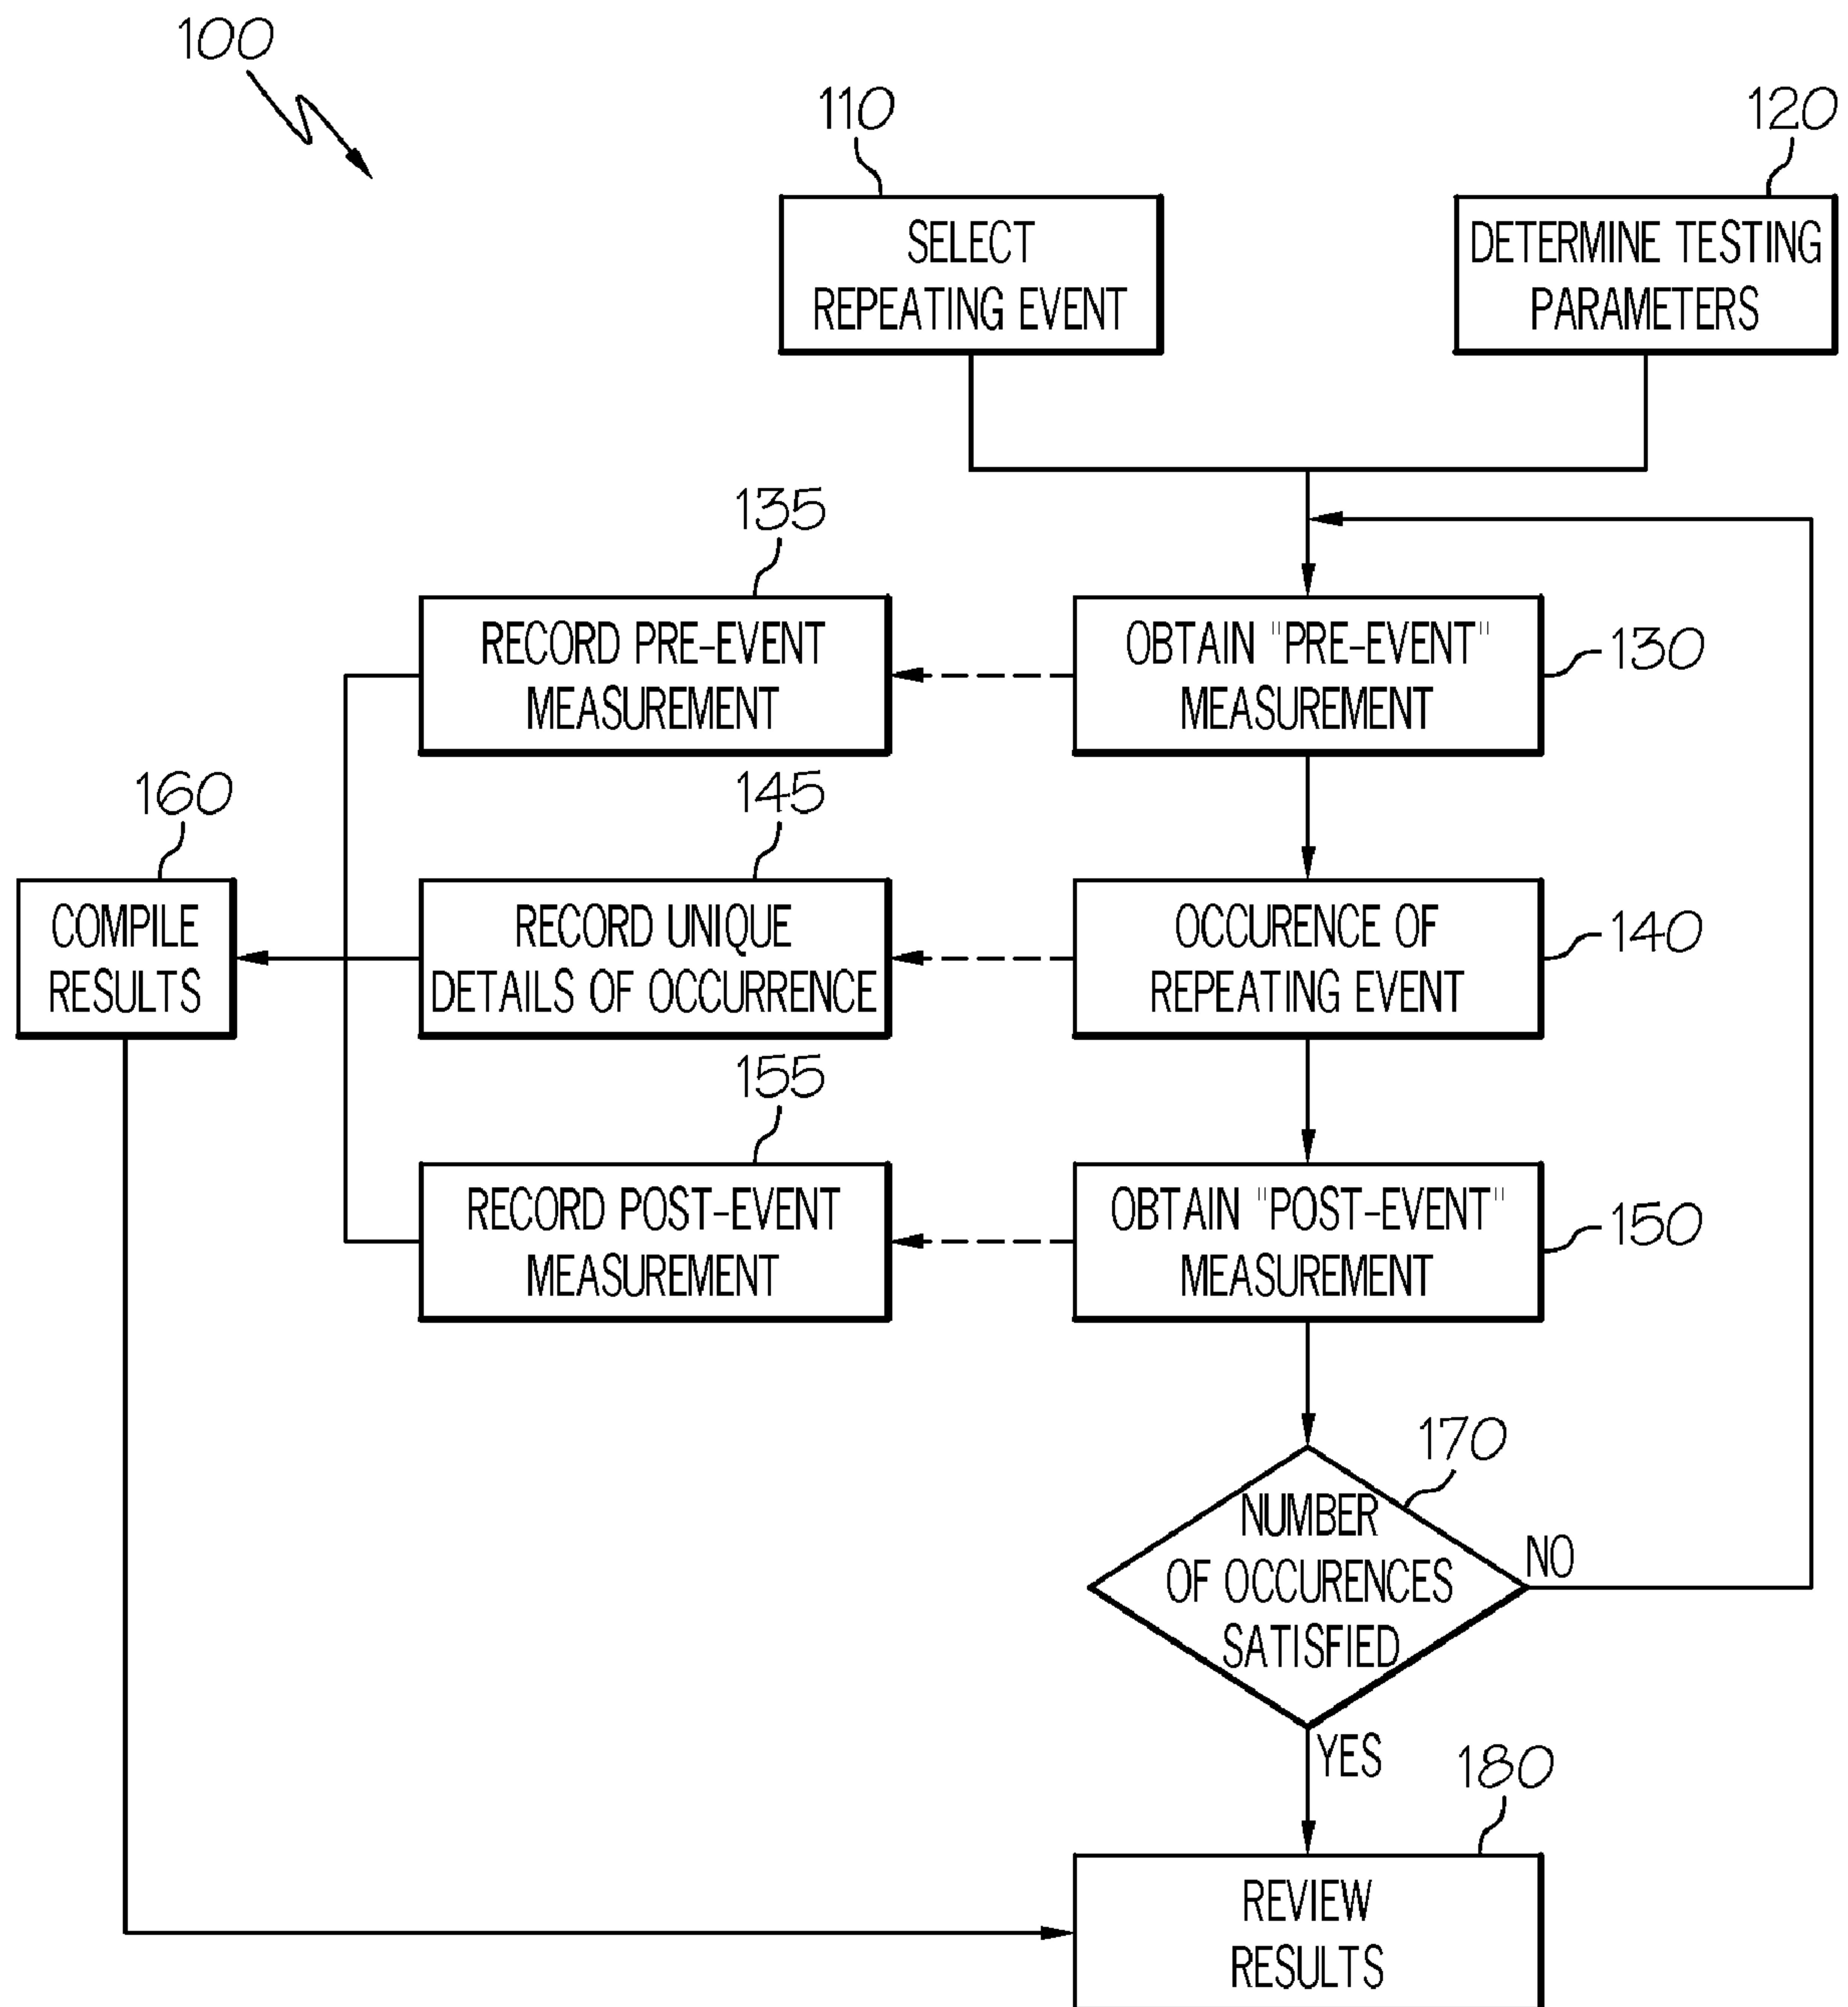 100
110
120
SELECT
REPEATING EVENT
DETERMINE TESTING
PARAMETERS
135
RECORD PRE-EVENT
MEASUREMENT
OBTAIN "PRE-EVENT"
MEASUREMENT
130
160
145
COMPILE
RESULTS
RECORD UNIQUE
DETAILS OF OCCURRENCE
OCCURENCE OF
REPEATING EVENT
140
155
RECORD POST-EVENT
MEASUREMENT
OBTAIN "POST-EVENT"
MEASUREMENT
150
170
NUMBER
OF OCCURENCES
SATISFIED
NO
YES
180
REVIEW
RESULTS